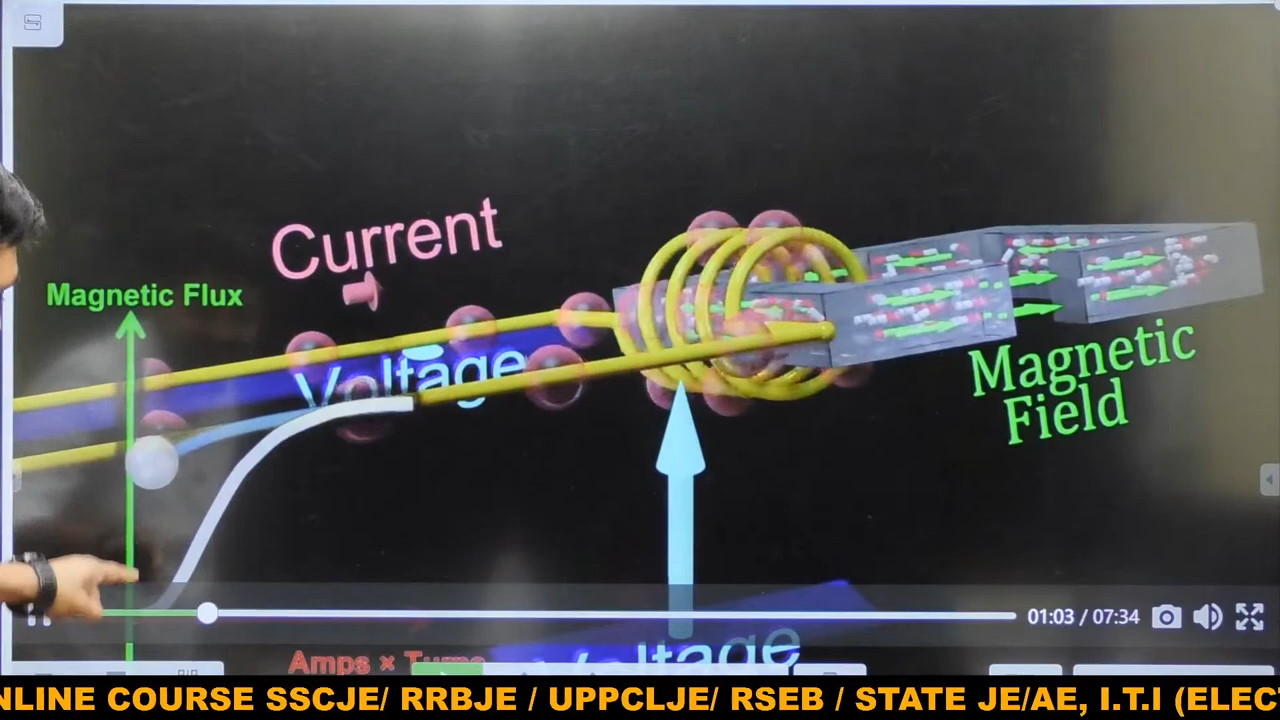 Current
Magnetic Flux
Voltage
Magnetic
Field
01:03 / 07:34
Voltage
Amps × Turns
NLINE COURSE SSCJE/ RRBJE / UPPCLJE/ RSEB / STATE JE/AE, I.T.I (ELEC